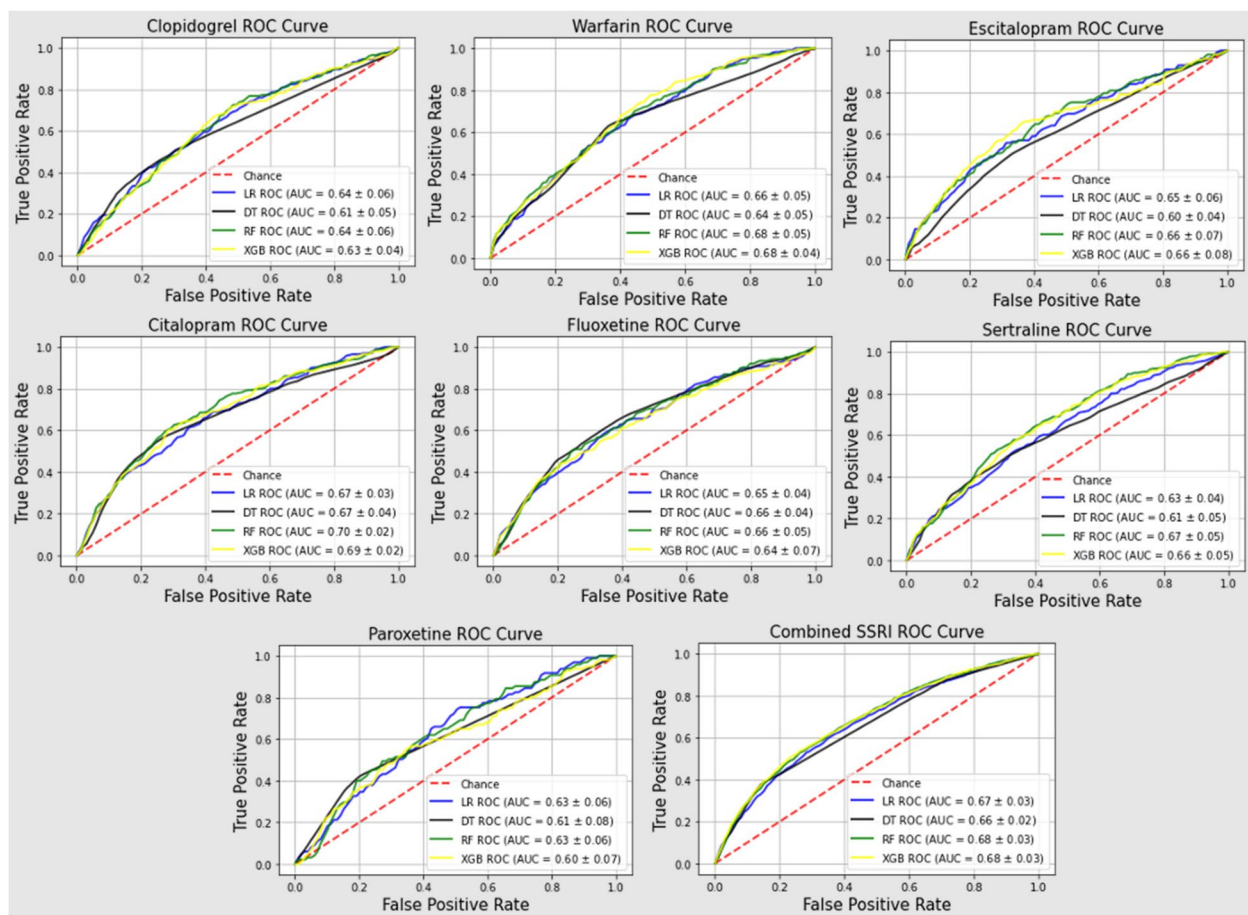 Clopidogrel ROC Curve
True Positive Rate
1.0
0.8
0.6
0.4
0.2
0.0
Chance
LR ROC (AUC = 0.64 ± 0.06)
DT ROC (AUC = 0.61 ± 0.05)
RF ROC (AUC = 0.64 ± 0.06)
XGB ROC (AUC = 0.63 ± 0.04)
0.0 0.2 0.4 0.6 0.8 1.0
False Positive Rate
Warfarin ROC Curve
True Positive Rate
1.0
0.8
0.6
0.4
0.2
0.0
Chance
LR ROC (AUC = 0.66 ± 0.05)
DT ROC (AUC = 0.64 ± 0.05)
RF ROC (AUC = 0.68 ± 0.05)
XGB ROC (AUC = 0.68 ± 0.04)
0.0 0.2 0.4 0.6 0.8 1.0
False Positive Rate
Escitalopram ROC Curve
True Positive Rate
1.0
0.8
0.6
0.4
0.2
0.0
Chance
LR ROC (AUC = 0.65 ± 0.06)
DT ROC (AUC = 0.60 ± 0.04)
RF ROC (AUC = 0.66 ± 0.07)
XGB ROC (AUC = 0.66 ± 0.08)
0.0 0.2 0.4 0.6 0.8 1.0
False Positive Rate
Citalopram ROC Curve
True Positive Rate
1.0
0.8
0.6
0.4
0.2
0.0
Chance
LR ROC (AUC = 0.67 ± 0.03)
DT ROC (AUC = 0.67 ± 0.04)
RF ROC (AUC = 0.70 ± 0.02)
XGB ROC (AUC = 0.69 ± 0.02)
0.0 0.2 0.4 0.6 0.8 1.0
False Positive Rate
Fluoxetine ROC Curve
True Positive Rate
1.0
0.8
0.6
0.4
0.2
0.0
Chance
LR ROC (AUC = 0.65 ± 0.04)
DT ROC (AUC = 0.66 ± 0.04)
RF ROC (AUC = 0.66 ± 0.05)
XGB ROC (AUC = 0.64 ± 0.07)
0.0 0.2 0.4 0.6 0.8 1.0
False Positive Rate
Sertraline ROC Curve
True Positive Rate
1.0
0.8
0.6
0.4
0.2
0.0
Chance
LR ROC (AUC = 0.63 ± 0.04)
DT ROC (AUC = 0.61 ± 0.05)
RF ROC (AUC = 0.67 ± 0.05)
XGB ROC (AUC = 0.66 ± 0.05)
0.0 0.2 0.4 0.6 0.8 1.0
False Positive Rate
Paroxetine ROC Curve
True Positive Rate
1.0
0.8
0.6
0.4
0.2
0.0
Chance
LR ROC (AUC = 0.63 ± 0.06)
DT ROC (AUC = 0.61 ± 0.08)
RF ROC (AUC = 0.63 ± 0.06)
XGB ROC (AUC = 0.60 ± 0.07)
0.0 0.2 0.4 0.6 0.8 1.0
False Positive Rate
Combined SSRI ROC Curve
True Positive Rate
1.0
0.8
0.6
0.4
0.2
0.0
Chance
LR ROC (AUC = 0.67 ± 0.03)
DT ROC (AUC = 0.66 ± 0.02)
RF ROC (AUC = 0.68 ± 0.03)
XGB ROC (AUC = 0.68 ± 0.03)
0.0 0.2 0.4 0.6 0.8 1.0
False Positive Rate